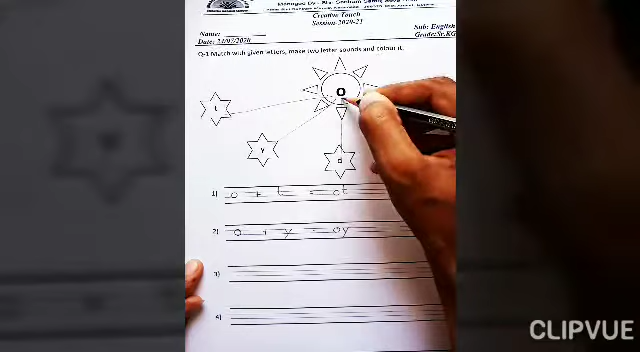 Creative Touch
Session-2020-21
Name:
Sub: English
Date: 21/07/2020
Grade:Sr.KG
Q-1 Match with given letters, make two letter sounds and colour it.
O
t
y
d
1) o + t = ot
2) o + y = oy
3)
4)
CLIPVUE